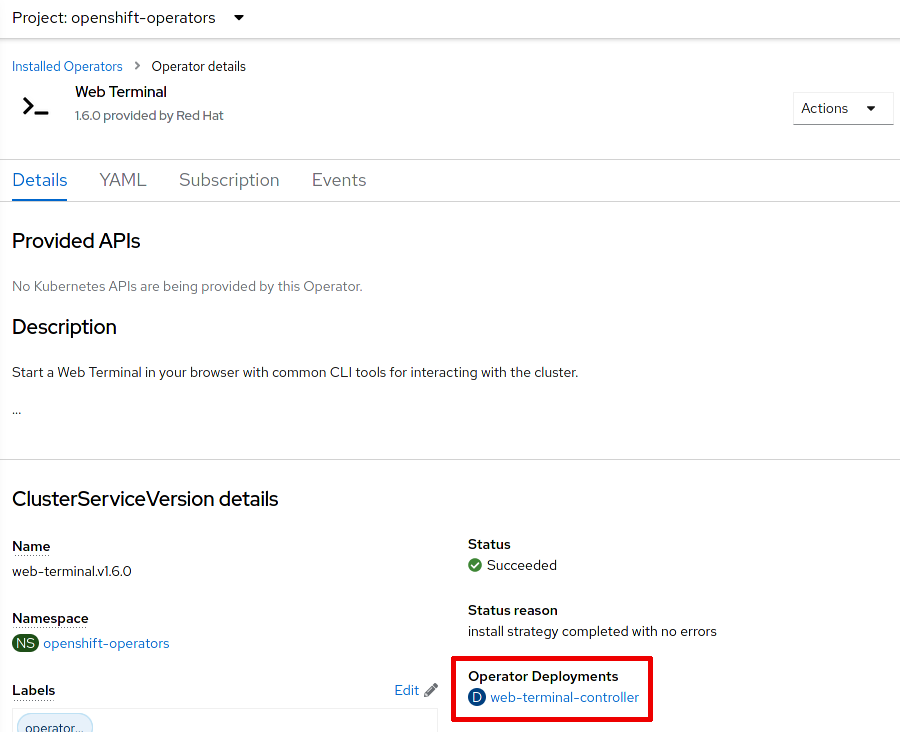 Project: openshift-operators
Installed Operators > Operator details
Web Terminal
1.6.0 provided by Red Hat
Actions
Details YAML Subscription Events
Provided APIs
No Kubernetes APIs are being provided by this Operator.
Description
Start a Web Terminal in your browser with common CLI tools for interacting with the cluster.
...
ClusterServiceVersion details
Name
web-terminal.v1.6.0
Namespace
NS openshift-operators
Labels Edit
operator...
Status
Succeeded
Status reason
install strategy completed with no errors
Operator Deployments
D web-terminal-controller